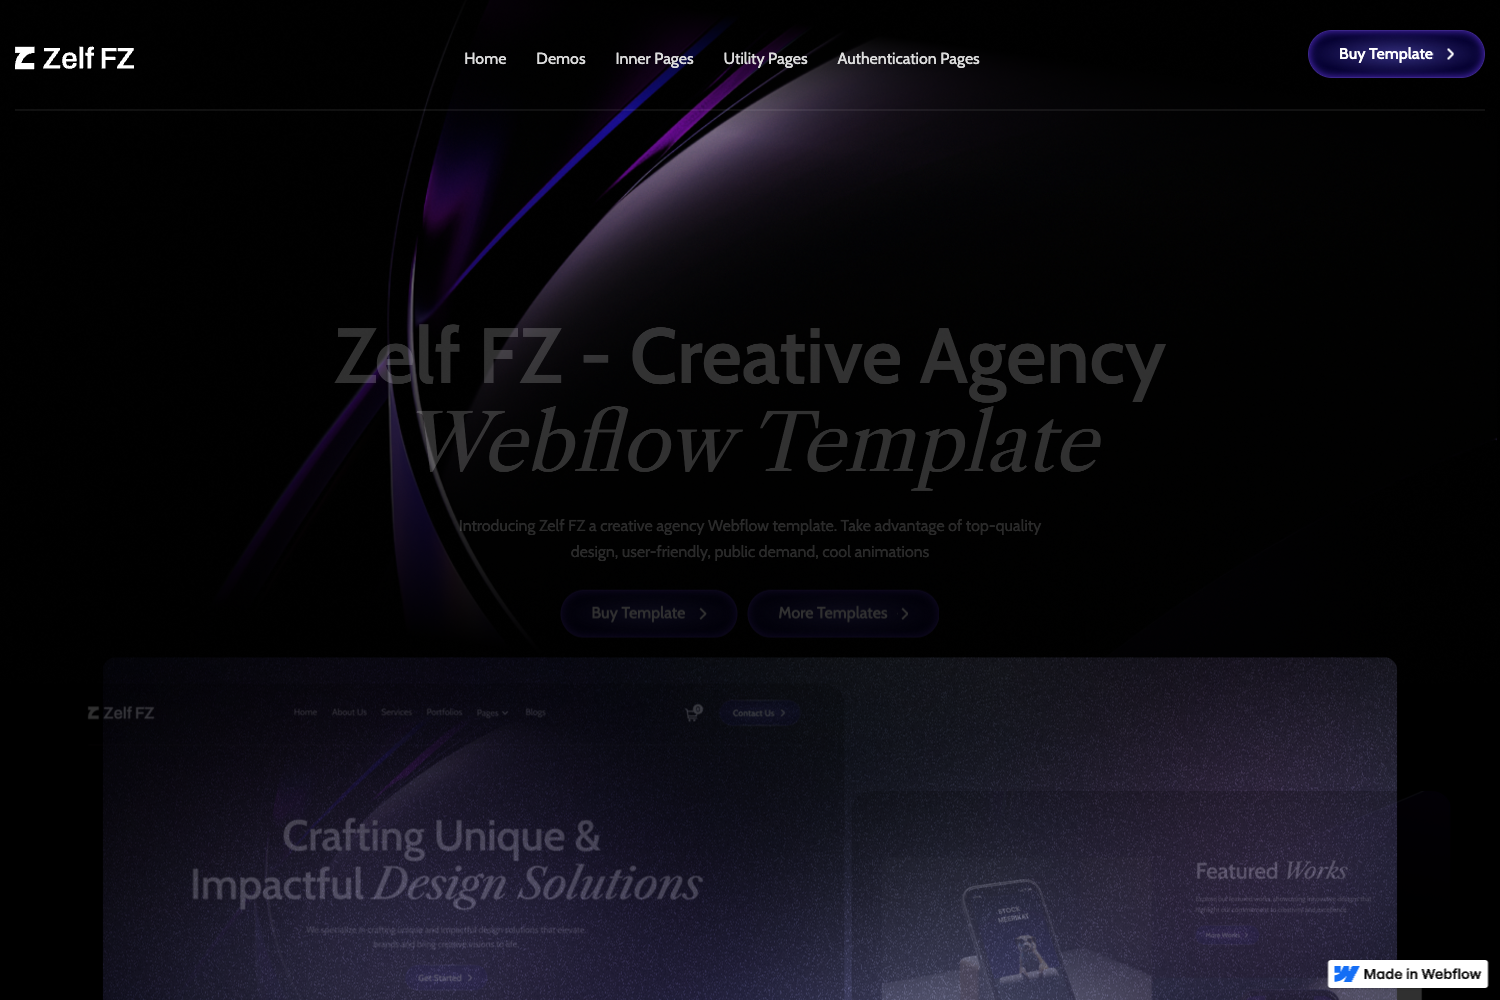 Zelf FZ
Home
Demos
Inner Pages
Utility Pages
Authentication Pages
Buy Template
Zelf FZ - Creative Agency
Webflow Template
Introducing Zelf FZ a creative agency Webflow template. Take advantage of top-quality
design, user-friendly, public demand, cool animations
Buy Template
More Templates
Zelf FZ
Home
About Us
Services
Portfolios
Pages
Blogs
0
Contact Us
Crafting Unique &
Impactful Design Solutions
We specialize in crafting unique and impactful design solutions that elevate
brands and bring creative visions to life.
Get Started
Featured Works
More Works
Made in Webflow